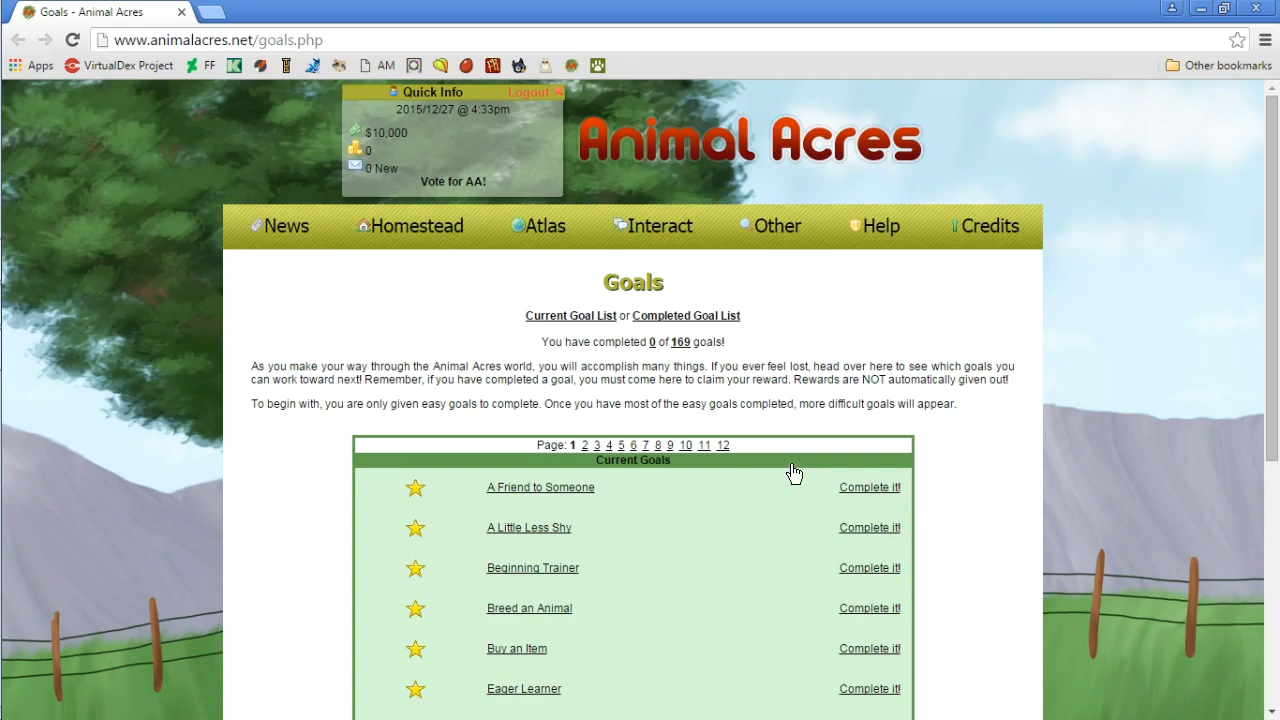 Goals - Animal Acres
www.animalacres.net/goals.php
Apps VirtualDex Project FF AM Other bookmarks
Quick Info Logout
2015/12/27 @ 4:33pm
$10,000
0
0 New
Vote for AA!
Animal Acres
News Homestead Atlas Interact Other Help Credits
Goals
Current Goal List or Completed Goal List
You have completed 0 of 169 goals!
As you make your way through the Animal Acres world, you will accomplish many things. If you ever feel lost, head over here to see which goals you
can work toward next! Remember, if you have completed a goal, you must come here to claim your reward. Rewards are NOT automatically given out!
To begin with, you are only given easy goals to complete. Once you have most of the easy goals completed, more difficult goals will appear.
Page: 1 2 3 4 5 6 7 8 9 10 11 12
Current Goals
A Friend to Someone Complete it!
A Little Less Shy Complete it!
Beginning Trainer Complete it!
Breed an Animal Complete it!
Buy an Item Complete it!
Eager Learner Complete it!